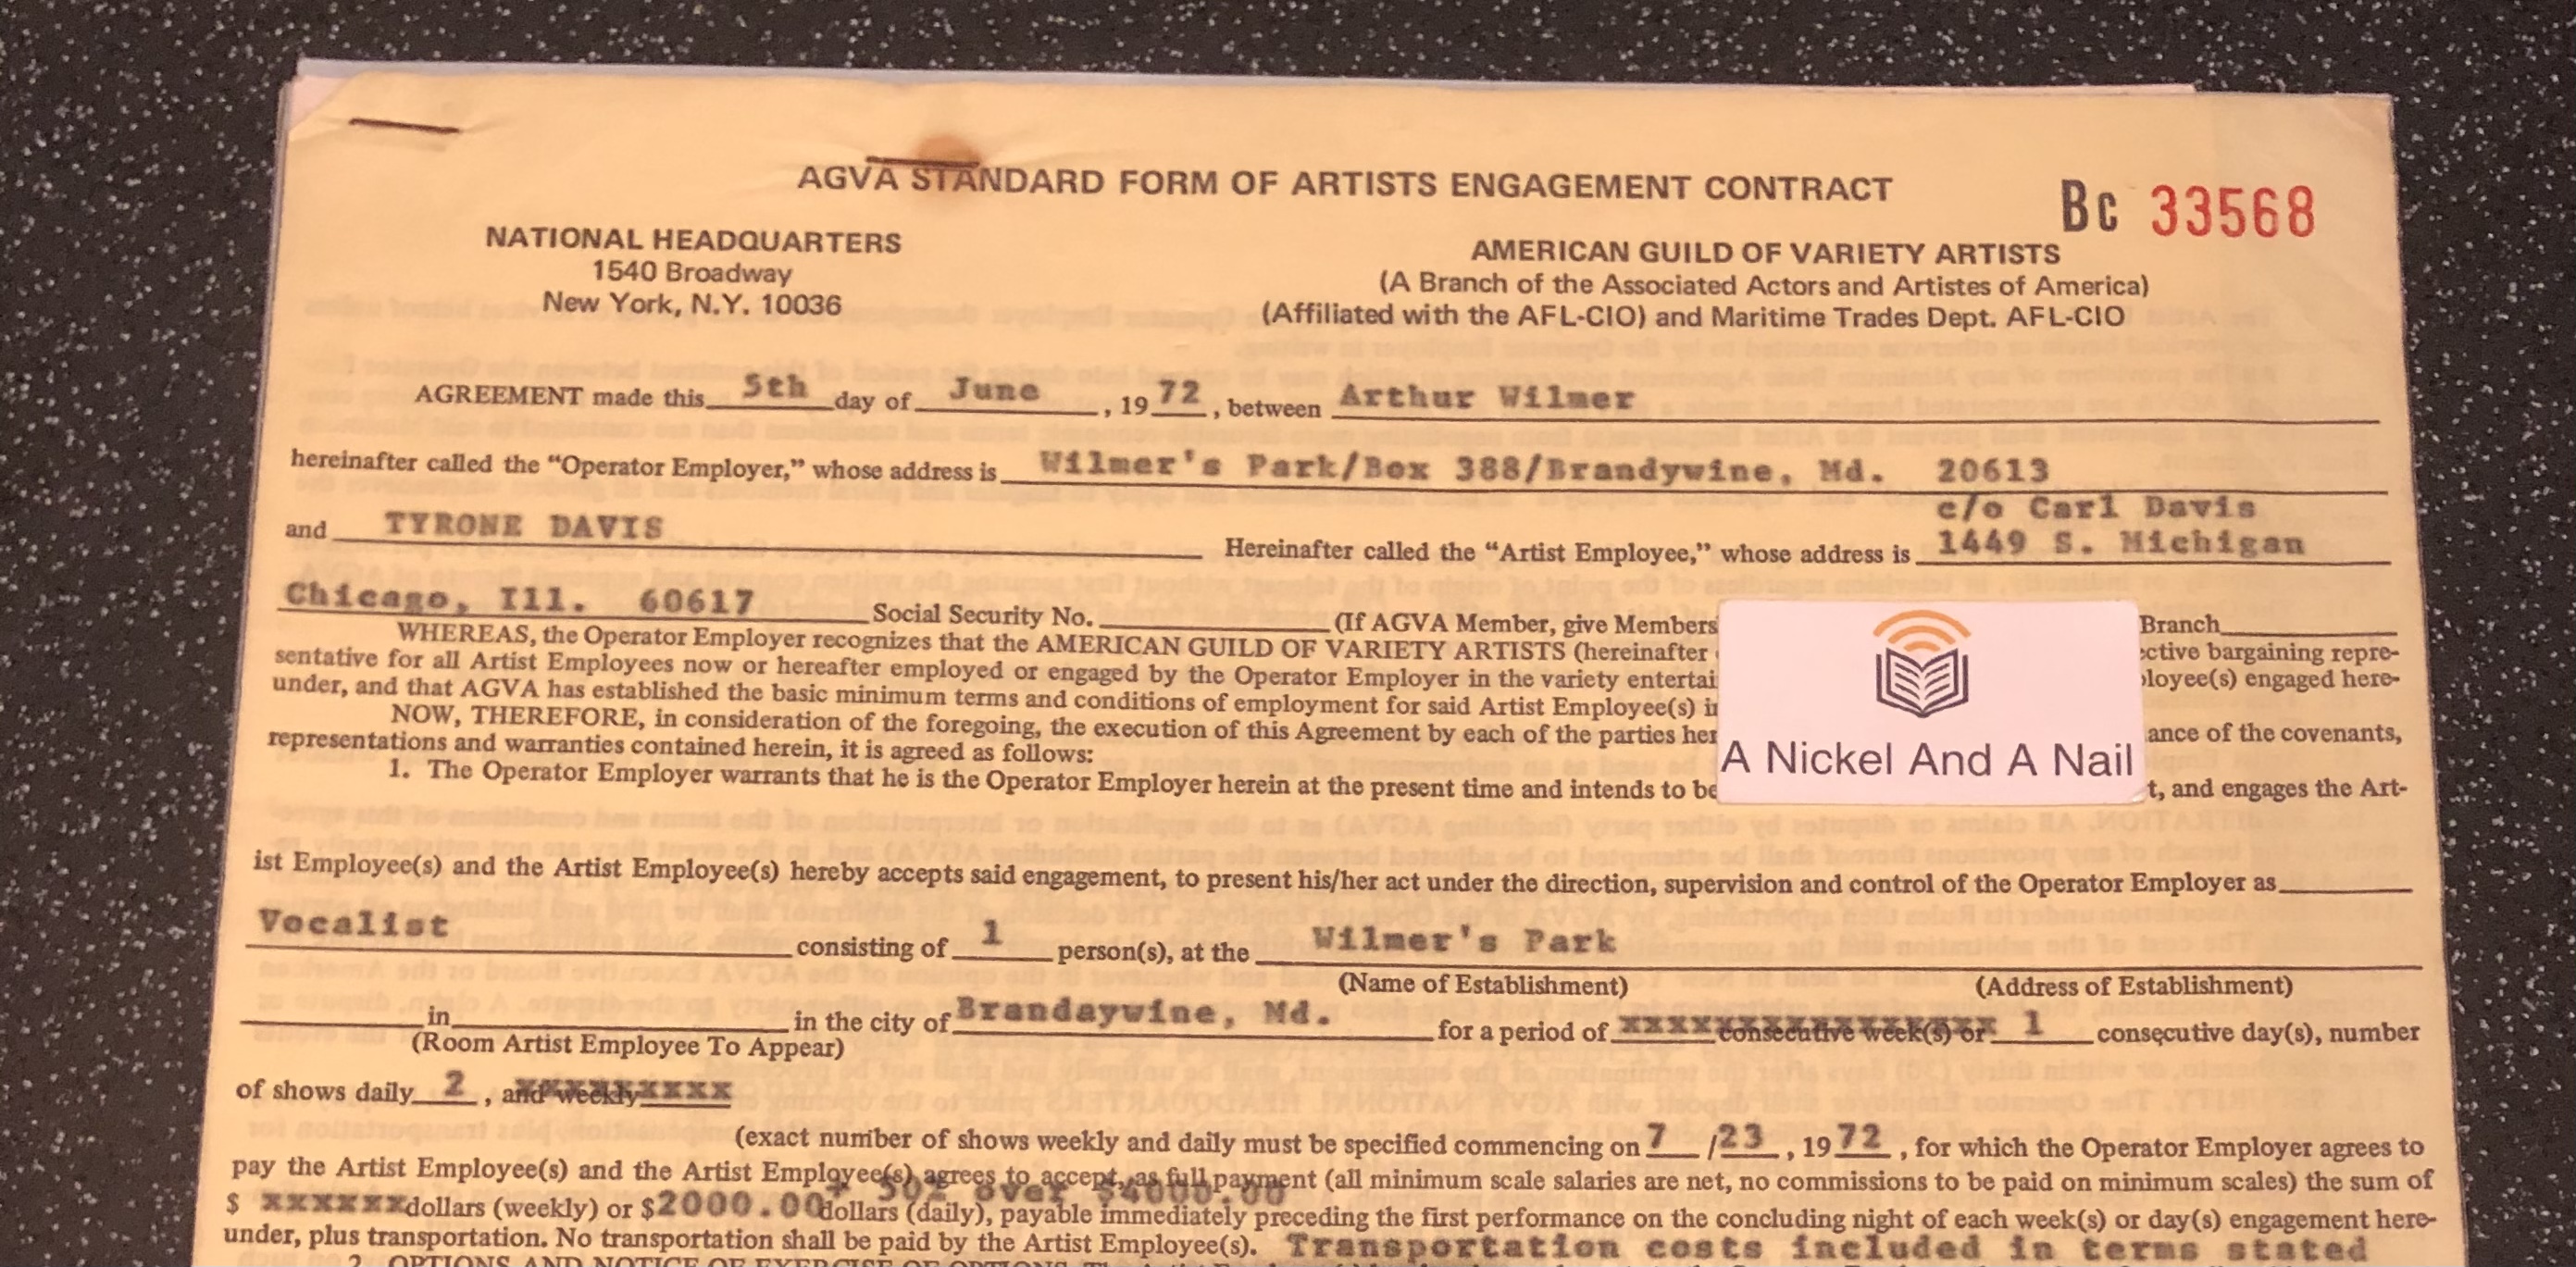 AGVA STANDARD FORM OF ARTISTS ENGAGEMENT CONTRACT
Bc 33568
NATIONAL HEADQUARTERS
1540 Broadway
New York, N.Y. 10036
AMERICAN GUILD OF VARIETY ARTISTS
(A Branch of the Associated Actors and Artistes of America)
(Affiliated with the AFL-CIO) and Maritime Trades Dept. AFL-CIO
AGREEMENT made this 5th day of June, 1972, between Arthur Wilmer
hereinafter called the “Operator Employer,” whose address is Wilmer's Park/Box 388/Brandywine, Md. 20613
c/o Carl Davis
and TYRONE DAVIS Hereinafter called the “Artist Employee,” whose address is 1449 S. Michigan
Chicago, Ill. 60617 Social Security No. (If AGVA Member, give Members Branch
WHEREAS, the Operator Employer recognizes that the AMERICAN GUILD OF VARIETY ARTISTS (hereinafter ective bargaining repre-
sentative for all Artist Employees now or hereafter employed or engaged by the Operator Employer in the variety entertai loyee(s) engaged here-
under, and that AGVA has established the basic minimum terms and conditions of employment for said Artist Employee(s)
NOW, THEREFORE, in consideration of the foregoing, the execution of this Agreement by each of the parties her ance of the covenants,
representations and warranties contained herein, it is agreed as follows:
1. The Operator Employer warrants that he is the Operator Employer herein at the present time and intends to be t, and engages the Art-
A Nickel And A Nail
ist Employee(s) and the Artist Employee(s) hereby accepts said engagement, to present his/her act under the direction, supervision and control of the Operator Employer as
Vocalist consisting of 1 person(s), at the Wilmer's Park
(Name of Establishment) (Address of Establishment)
in in the city of Brandaywine, Md. for a period of xxxxxxxxxxxxxxxxxx consecutive week(s) or 1 consecutive day(s), number
(Room Artist Employee To Appear)
of shows daily 2, and weekly xxxxxxxxx
(exact number of shows weekly and daily must be specified commencing on 7/23, 1972, for which the Operator Employer agrees to
pay the Artist Employee(s) and the Artist Employee(s) agrees to accept, as full payment (all minimum scale salaries are net, no commissions to be paid on minimum scales) the sum of
+ 50% over $4000.00
$ xxxxxx dollars (weekly) or $2000.00 dollars (daily), payable immediately preceding the first performance on the concluding night of each week(s) or day(s) engagement here-
under, plus transportation. No transportation shall be paid by the Artist Employee(s). Transportation costs included in terms stated
2. OPTIONS AND NOTICE OF EXERCISE OF OPTIONS.